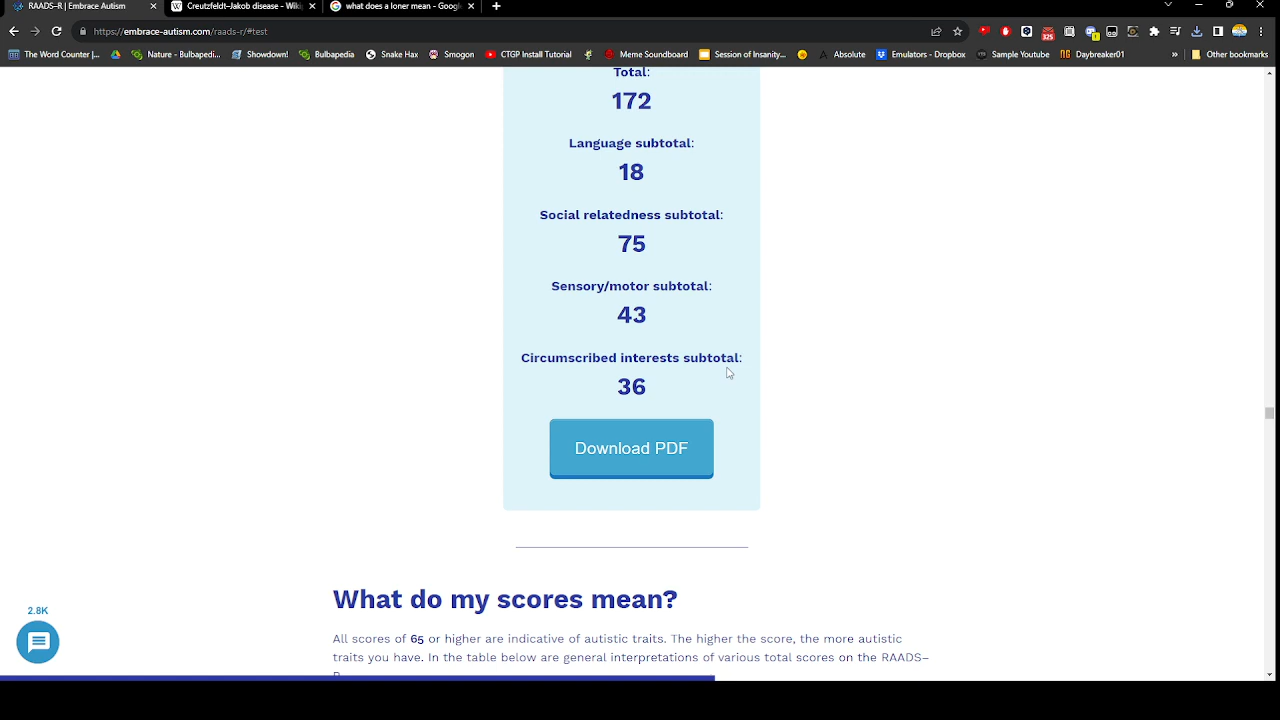 RAADS-R | Embrace Autism
Creutzfeldt–Jakob disease - Wiki
what does a loner mean - Google
https://embrace-autism.com/raads-r/#test
325
The Word Counter |...
Nature - Bulbapedi...
Showdown!
Bulbapedia
Snake Hax
Smogon
CTGP Install Tutorial
Meme Soundboard
Session of Insanity...
Absolute
Emulators - Dropbox
Sample Youtube
Daybreaker01
»
Other bookmarks
Total:
172
Language subtotal:
18
Social relatedness subtotal:
75
Sensory/motor subtotal:
43
Circumscribed interests subtotal:
36
Download PDF
What do my scores mean?
2.8K
All scores of 65 or higher are indicative of autistic traits. The higher the score, the more autistic
traits you have. In the table below are general interpretations of various total scores on the RAADS–
R